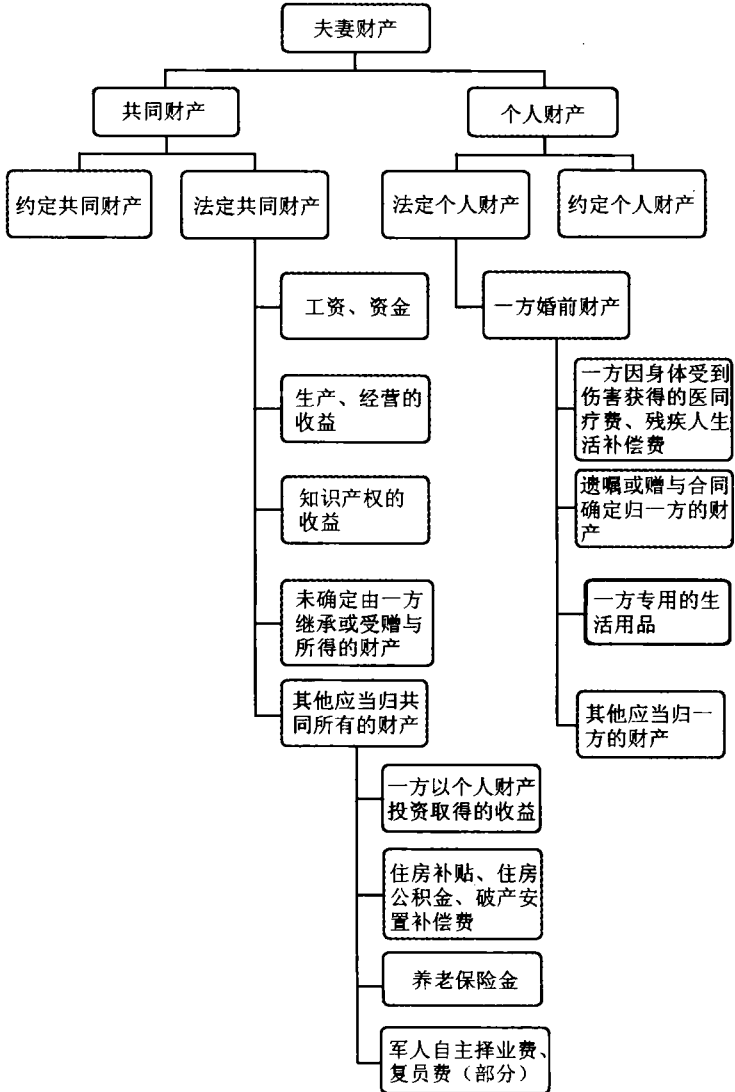 夫妻财产
共同财产
个人财产
约定共同财产
法定共同财产
法定个人财产
约定个人财产
工资、资金
生产、经营的
收益
知识产权的
收益
未确定由一方
继承或受赠与
所得的财产
其他应当归共
同所有的财产
一方以个人财产
投资取得的收益
住房补贴、住房
公积金、破产安
置补偿费
养老保险金
军人自主择业费、
复员费（部分）
一方婚前财产
一方因身体受到
伤害获得的医同
疗费、残疾人生
活补偿费
遗嘱或赠与合同
确定归一方的财
产
一方专用的生
活用品
其他应当归一
方的财产